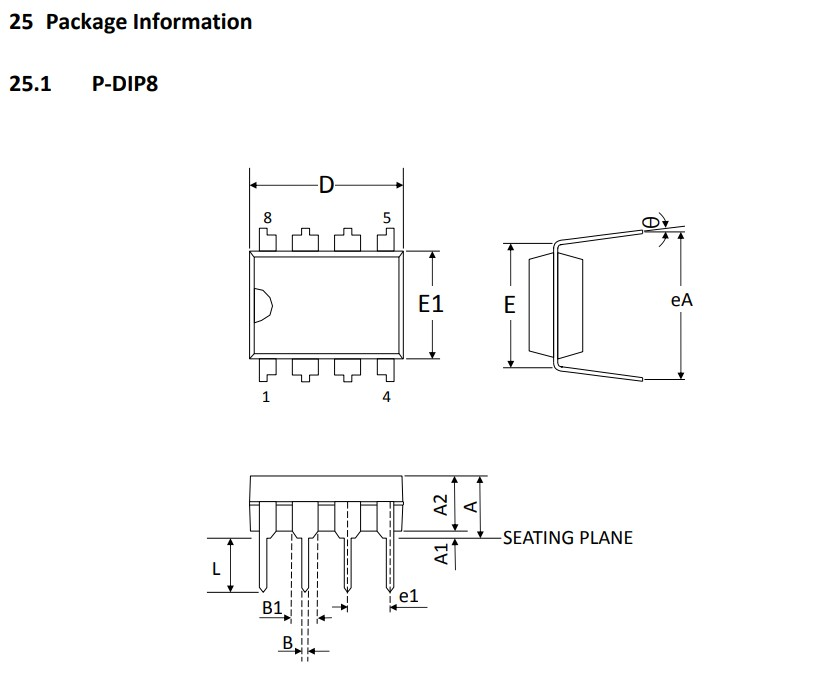 25 Package Information
25.1 P-DIP8
D
8 5
E1
1 4
θ
E
eA
A2
A
A1
SEATING PLANE
L
B1
e1
B